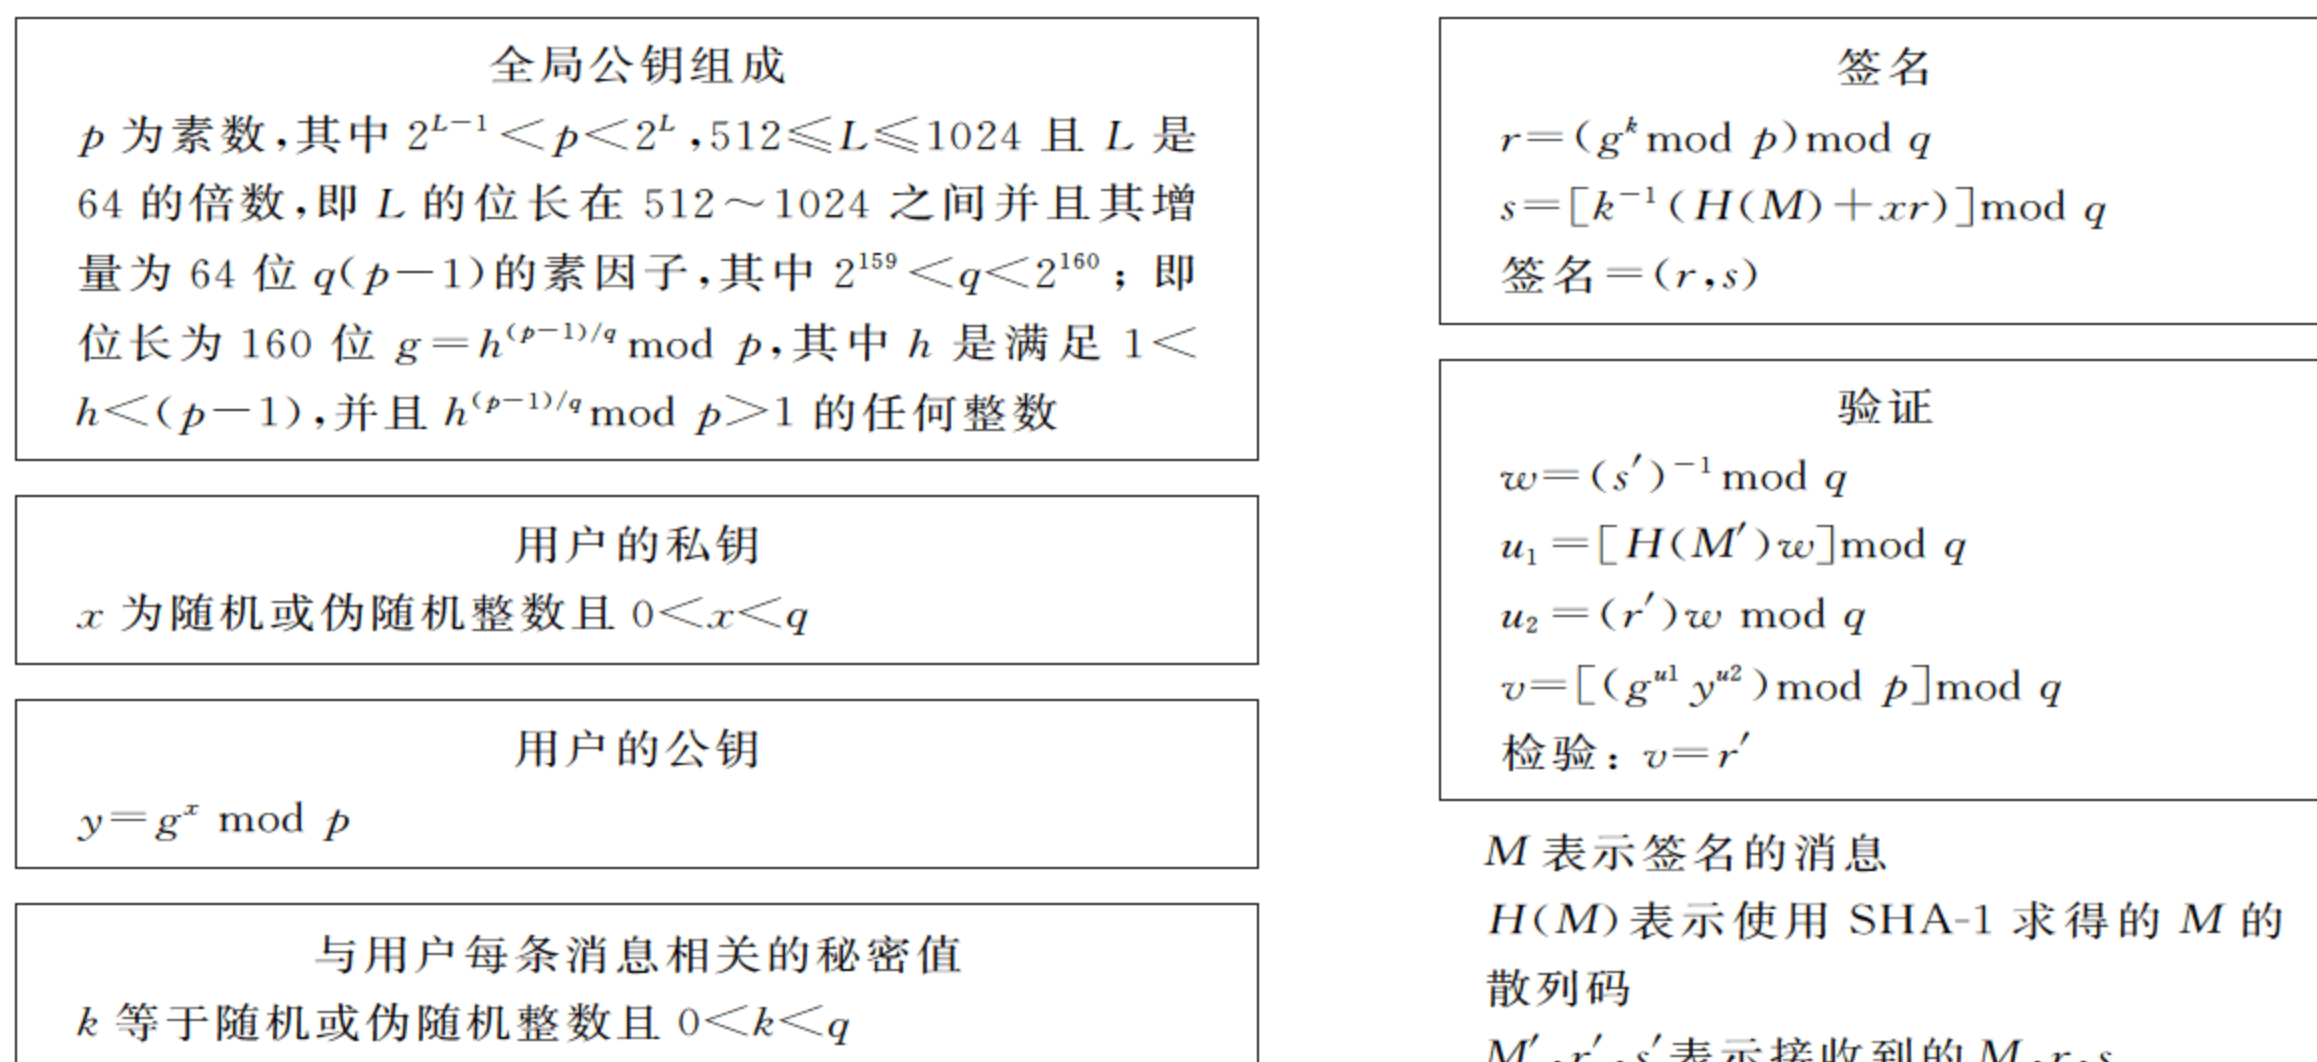 全局公钥组成
p 为素数,其中 2^{L-1}<p<2^L,512≤L≤1024 且 L 是
64 的倍数,即 L 的位长在 512~1024 之间并且其增
量为 64 位 q(p-1)的素因子,其中 2^{159}<q<2^{160};即
位长为 160 位 g=h^{(p-1)/q} mod p,其中 h 是满足 1<
h<(p-1),并且 h^{(p-1)/q} mod p>1 的任何整数
用户的私钥
x 为随机或伪随机整数且 0<x<q
用户的公钥
y=g^x mod p
与用户每条消息相关的秘密值
k 等于随机或伪随机整数且 0<k<q
签名
r=(g^k mod p)mod q
s=[k^{-1}(H(M)+xr)]mod q
签名=(r,s)
验证
w=(s′)^{-1} mod q
u_1=[H(M′)w]mod q
u_2=(r′)w mod q
v=[(g^{u1} y^{u2})mod p]mod q
检验:v=r′
M 表示签名的消息
H(M)表示使用 SHA-1 求得的 M 的
散列码
M′,r′,s′表示接收到的 M,r,s